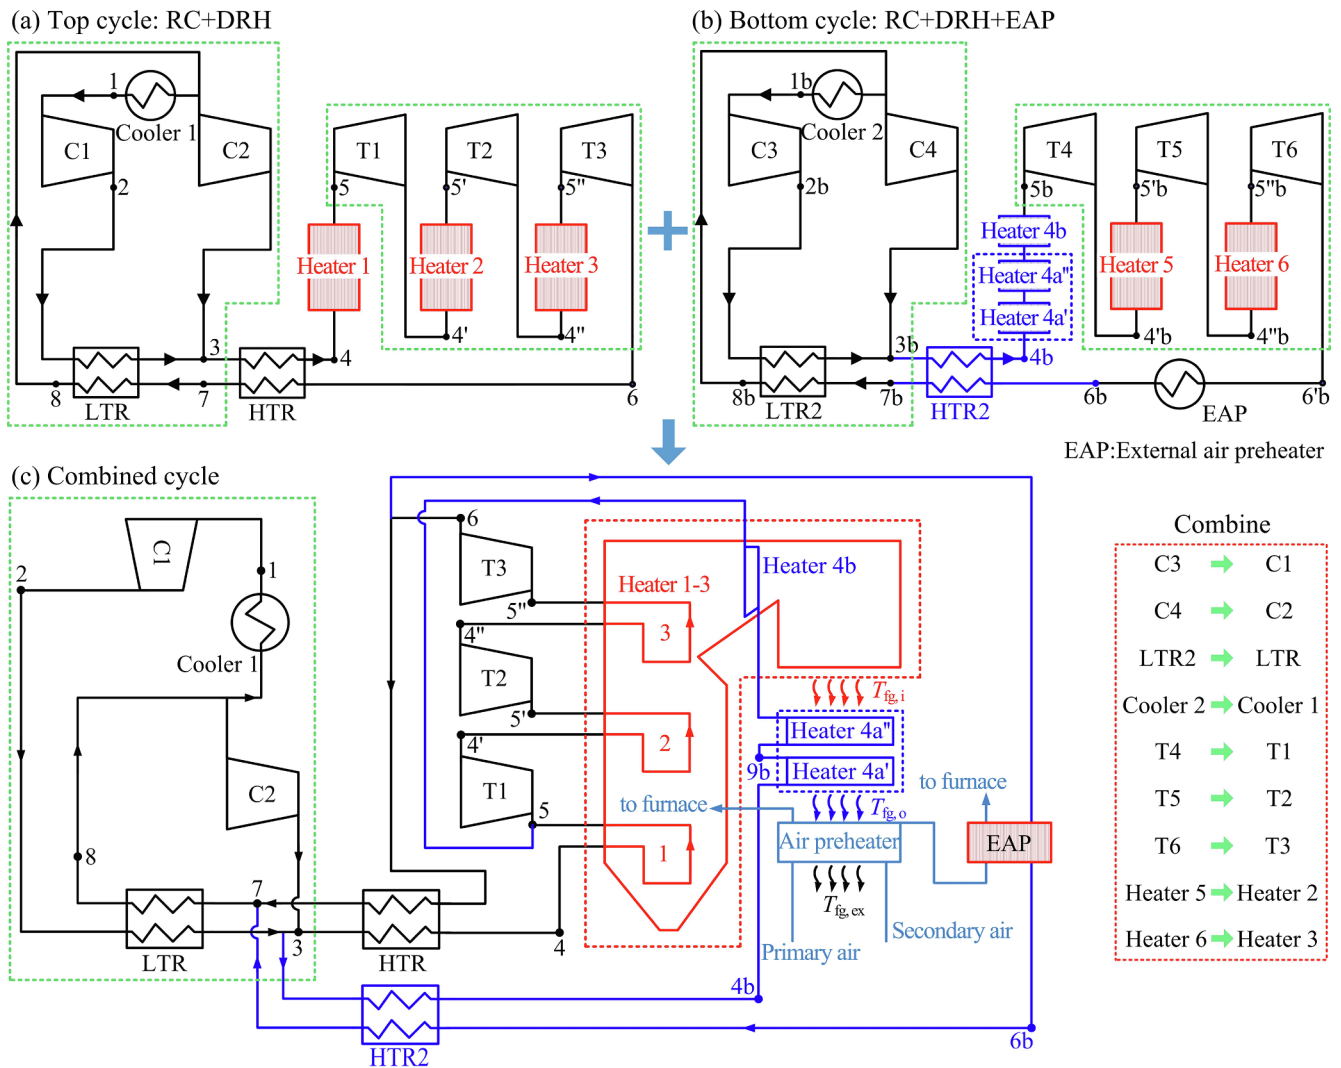 (a) Top cycle: RC+DRH
1
Cooler 1
C1
C2
2
T1
T2
T3
5
5'
5''
Heater 1
Heater 2
Heater 3
4'
4''
3
4
8
7
6
LTR
HTR
(b) Bottom cycle: RC+DRH+EAP
1b
Cooler 2
C3
C4
2b
T4
T5
T6
5b
5'b
5''b
Heater 4b
Heater 4a''
Heater 4a'
Heater 5
Heater 6
4'b
4''b
3b
4b
8b
7b
6b
6'b
LTR2
HTR2
EAP
EAP:External air preheater
(c) Combined cycle
C1
2
1
Cooler 1
C2
8
7
3
LTR
HTR
4
HTR2
6
T3
5''
4''
T2
5'
4'
T1
5
Heater 1-3
3
2
1
Heater 4b
Tfg, i
Heater 4a''
9b
Heater 4a'
Tfg, o
to furnace
to furnace
Air preheater
EAP
Tfg, ex
Primary air
Secondary air
4b
6b
Combine
C3 C1
C4 C2
LTR2 LTR
Cooler 2 Cooler 1
T4 T1
T5 T2
T6 T3
Heater 5 Heater 2
Heater 6 Heater 3